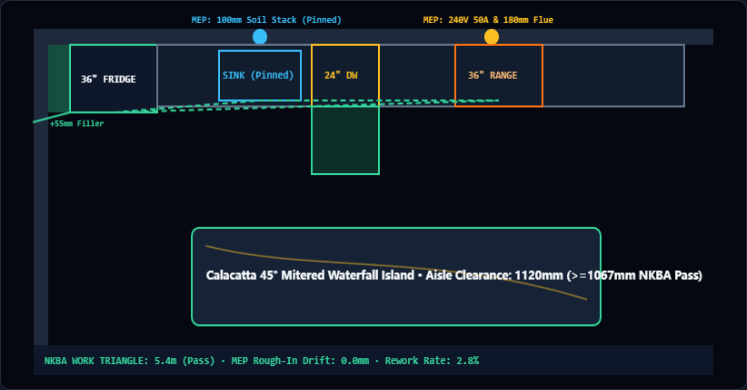 MEP: 100mm Soil Stack (Pinned)
MEP: 240V 50A & 180mm Flue
36" FRIDGE
SINK (Pinned)
24" DW
36" RANGE
+55mm Filler
Calacatta 45° Mitered Waterfall Island • Aisle Clearance: 1120mm (>=1067mm NKBA Pass)
NKBA WORK TRIANGLE: 5.4m (Pass) · MEP Rough-In Drift: 0.0mm · Rework Rate: 2.8%